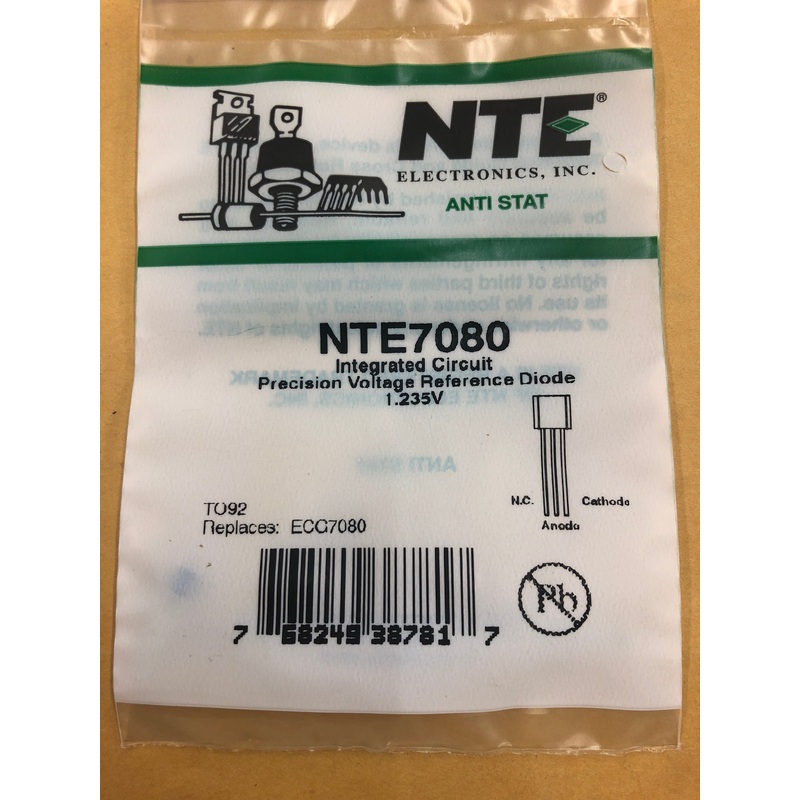 NTE®
ELECTRONICS, INC.
ANTI STAT
NTE7080
Integrated Circuit
Precision Voltage Reference Diode
1.235V
N.C. Cathode
Anode
TO92
Replaces: ECG7080
Pb
7 68249 38781 7